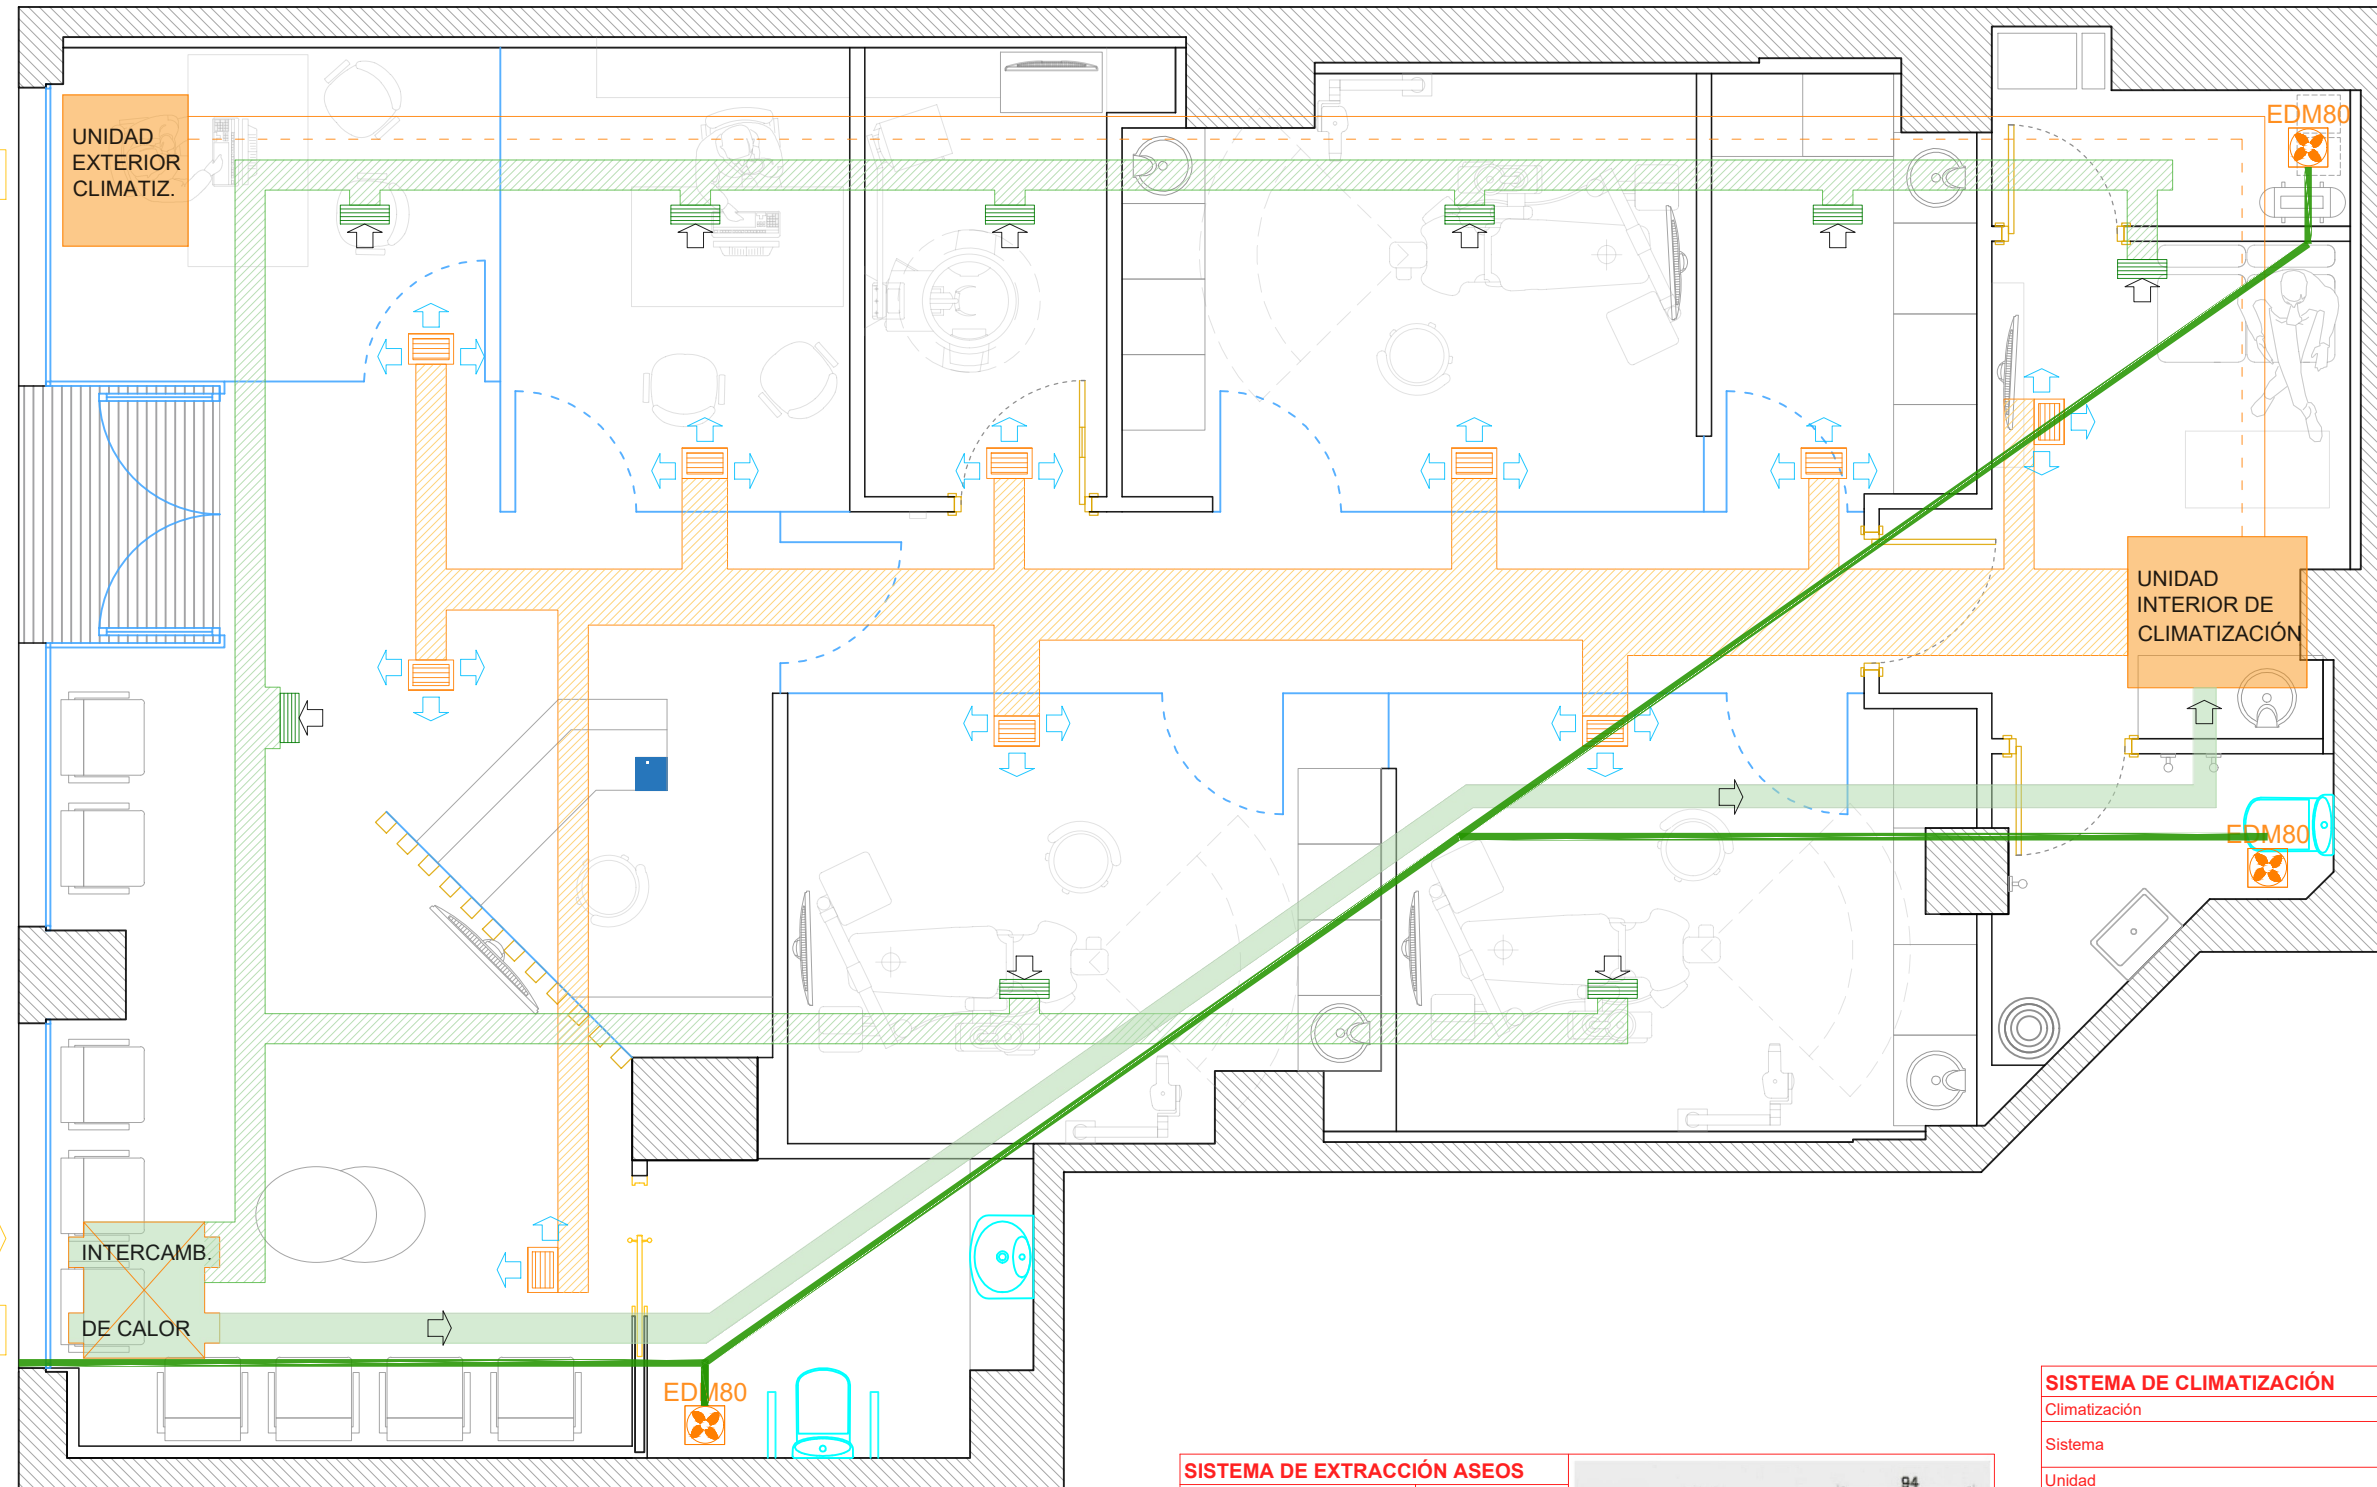 UNIDAD
EXTERIOR
CLIMATIZ.
EDM80
UNIDAD
INTERIOR DE
CLIMATIZACIÓN
EDM80
INTERCAMB.
DE CALOR
EDM80
SISTEMA DE CLIMATIZACIÓN
Climatización
Sistema
Unidad
SISTEMA DE EXTRACCIÓN ASEOS
94